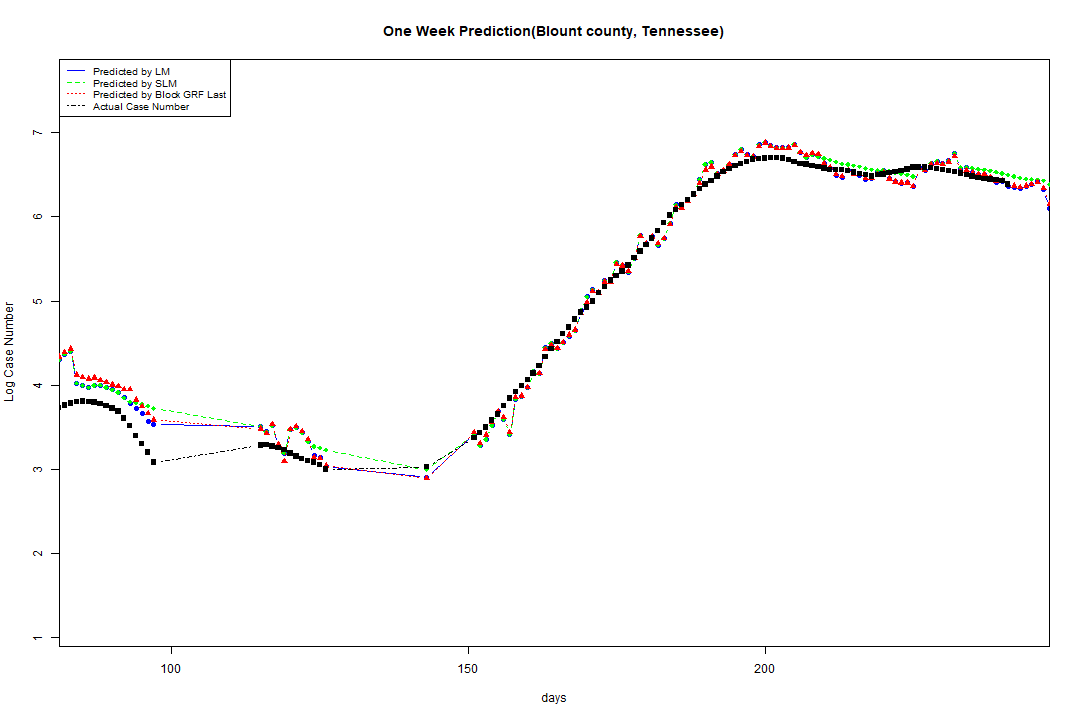 One Week Prediction(Blount county, Tennessee)
Predicted by LM
Predicted by SLM
Predicted by Block GRF Last
Actual Case Number
7
6
5
4
3
2
1
Log Case Number
100 150 200
days